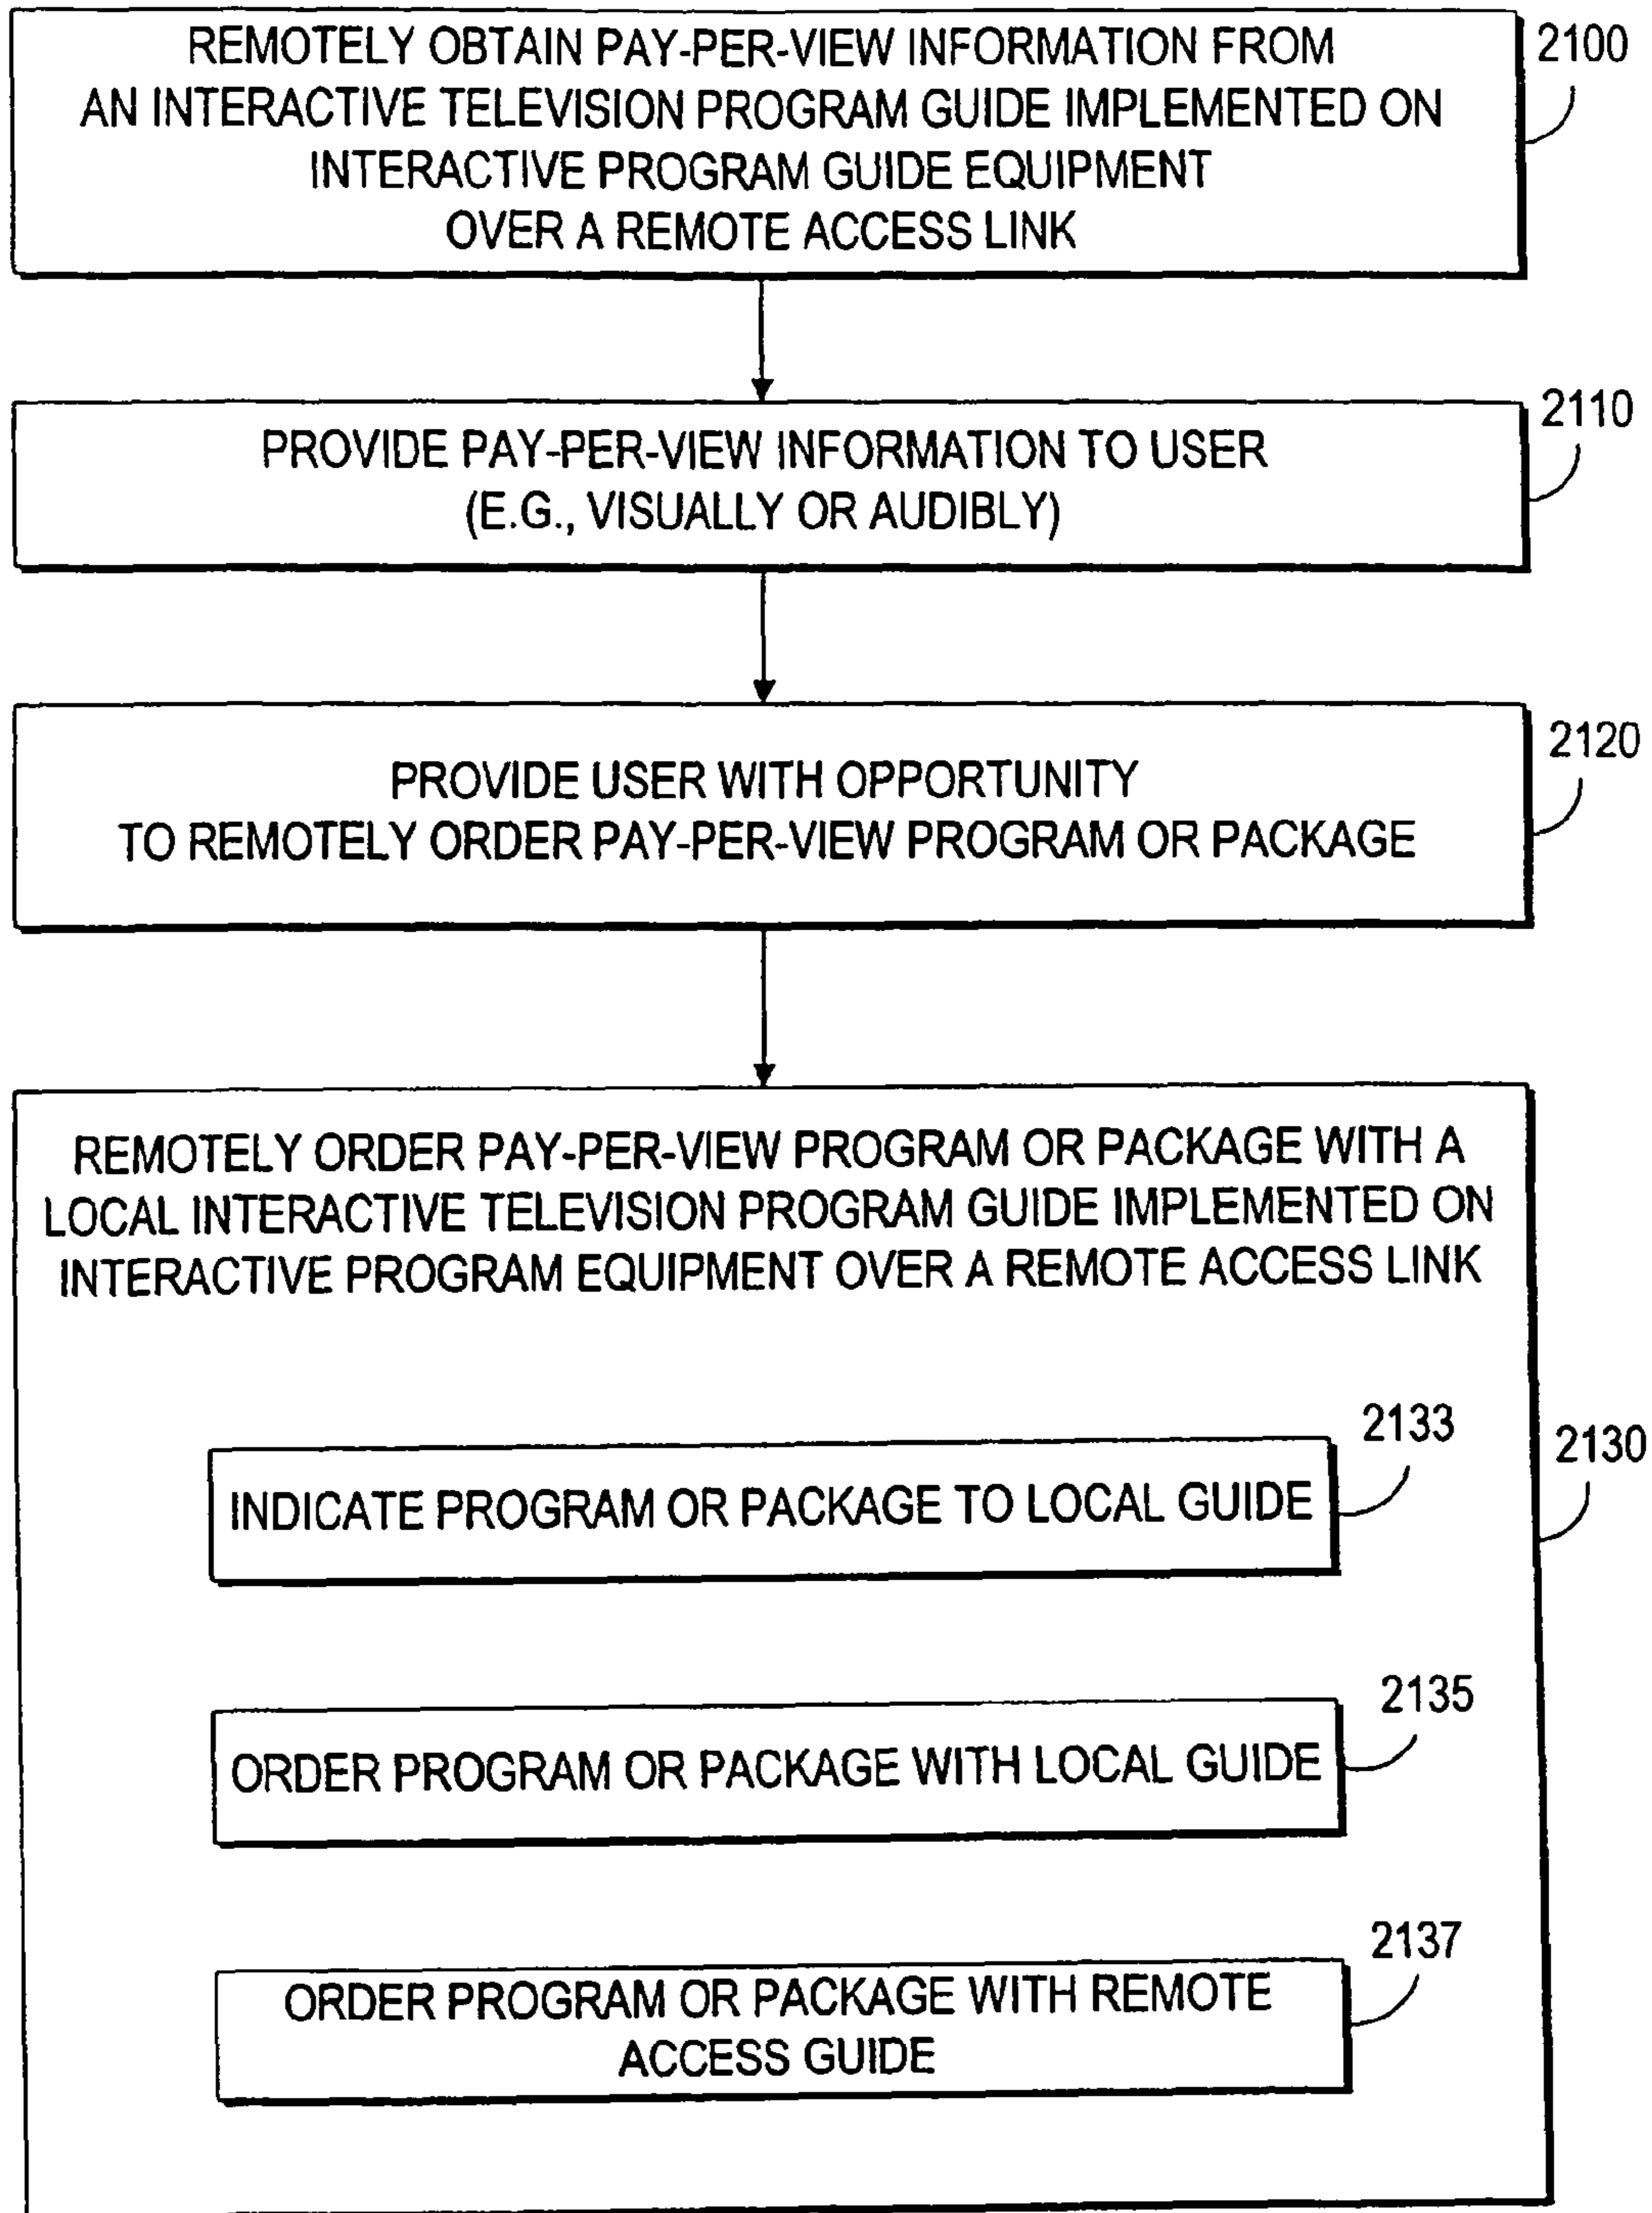 REMOTELY OBTAIN PAY-PER-VIEW INFORMATION FROM
AN INTERACTIVE TELEVISION PROGRAM GUIDE IMPLEMENTED ON
INTERACTIVE PROGRAM GUIDE EQUIPMENT
OVER A REMOTE ACCESS LINK
2100
PROVIDE PAY-PER-VIEW INFORMATION TO USER
(E.G., VISUALLY OR AUDIBLY)
2110
PROVIDE USER WITH OPPORTUNITY
TO REMOTELY ORDER PAY-PER-VIEW PROGRAM OR PACKAGE
2120
REMOTELY ORDER PAY-PER-VIEW PROGRAM OR PACKAGE WITH A
LOCAL INTERACTIVE TELEVISION PROGRAM GUIDE IMPLEMENTED ON
INTERACTIVE PROGRAM EQUIPMENT OVER A REMOTE ACCESS LINK
2130
2133
INDICATE PROGRAM OR PACKAGE TO LOCAL GUIDE
2135
ORDER PROGRAM OR PACKAGE WITH LOCAL GUIDE
2137
ORDER PROGRAM OR PACKAGE WITH REMOTE
ACCESS GUIDE